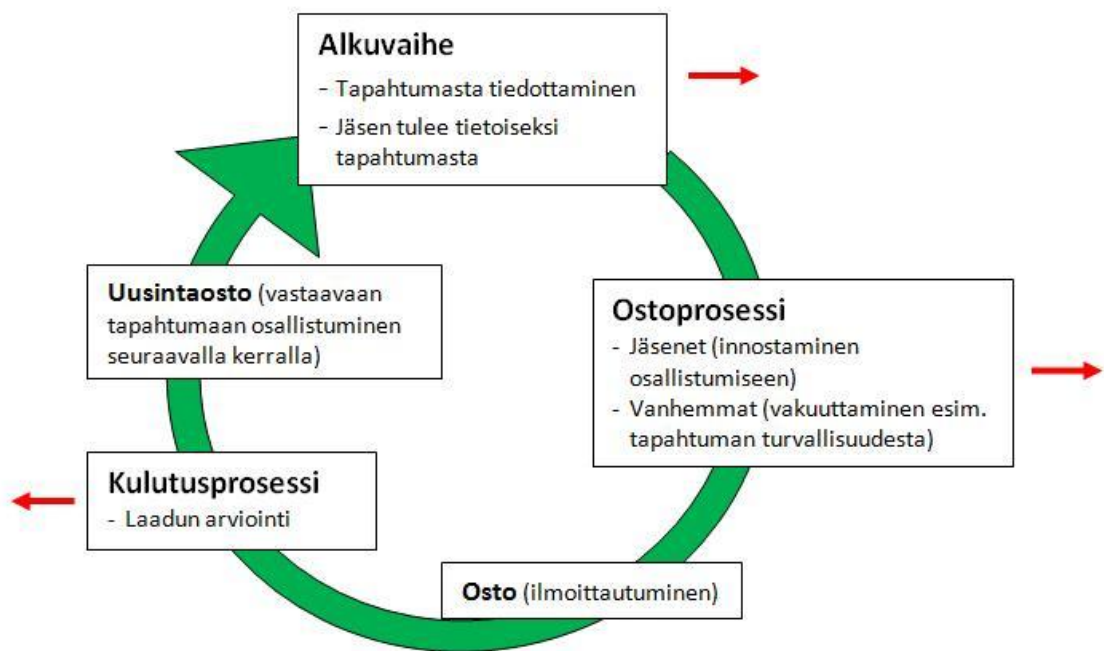 Alkuvaihe
- Tapahtumasta tiedottaminen
- Jäsen tulee tietoiseksi
tapahtumasta
Ostoprosessi
- Jäsenet (innostaminen
osallistumiseen)
- Vanhemmat (vakuuttaminen esim.
tapahtuman turvallisuudesta)
Osto (ilmoittautuminen)
Kulutusprosessi
- Laadun arviointi
Uusintaosto (vastaavaan
tapahtumaan osallistuminen
seuraavalla kerralla)